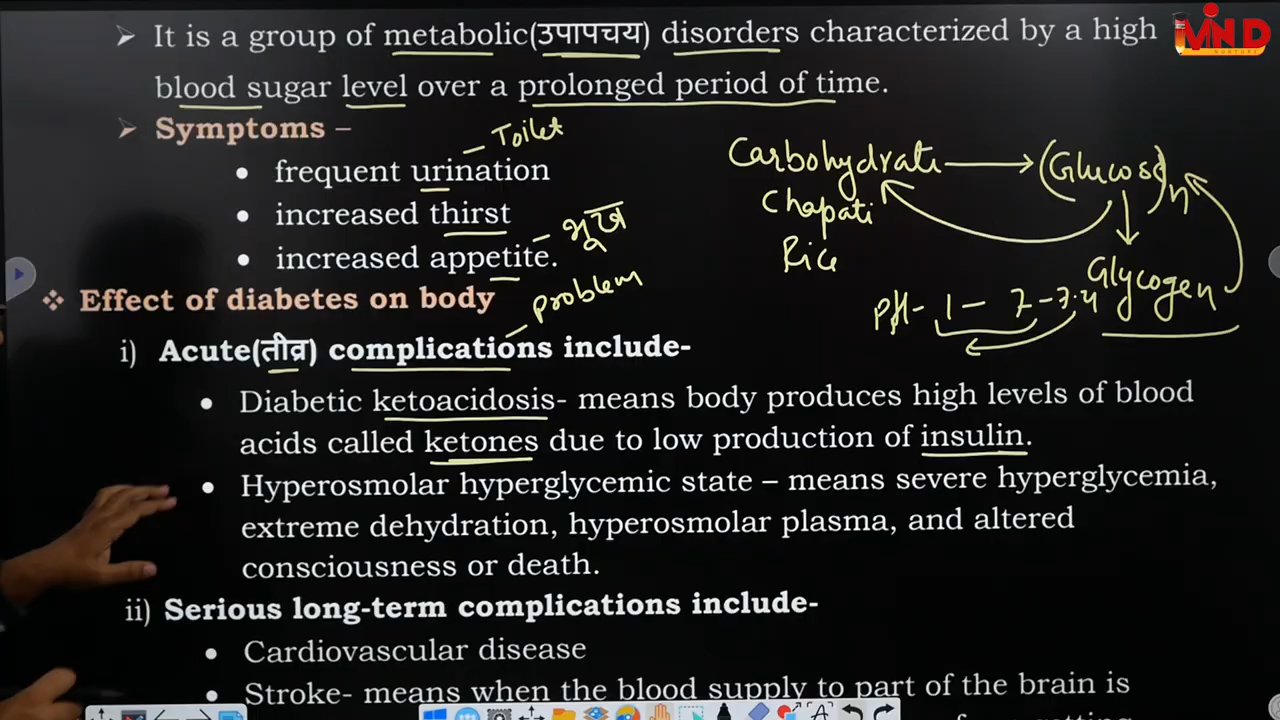 ➤ It is a group of metabolic(उपापचय) disorders characterized by a high
blood sugar level over a prolonged period of time.
➤ Symptoms –
• frequent urination
– Toilet
• increased thirst
• increased appetite.
– भूख
Carbohydrate → (Glucose)n
Chapati
Rice
Glycogen
PH- 1 – 7 – 7.4
❖ Effect of diabetes on body
– problem
i) Acute(तीव्र) complications include-
• Diabetic ketoacidosis- means body produces high levels of blood
acids called ketones due to low production of insulin.
• Hyperosmolar hyperglycemic state – means severe hyperglycemia,
extreme dehydration, hyperosmolar plasma, and altered
consciousness or death.
ii) Serious long-term complications include-
• Cardiovascular disease
• Stroke- means when the blood supply to part of the brain is